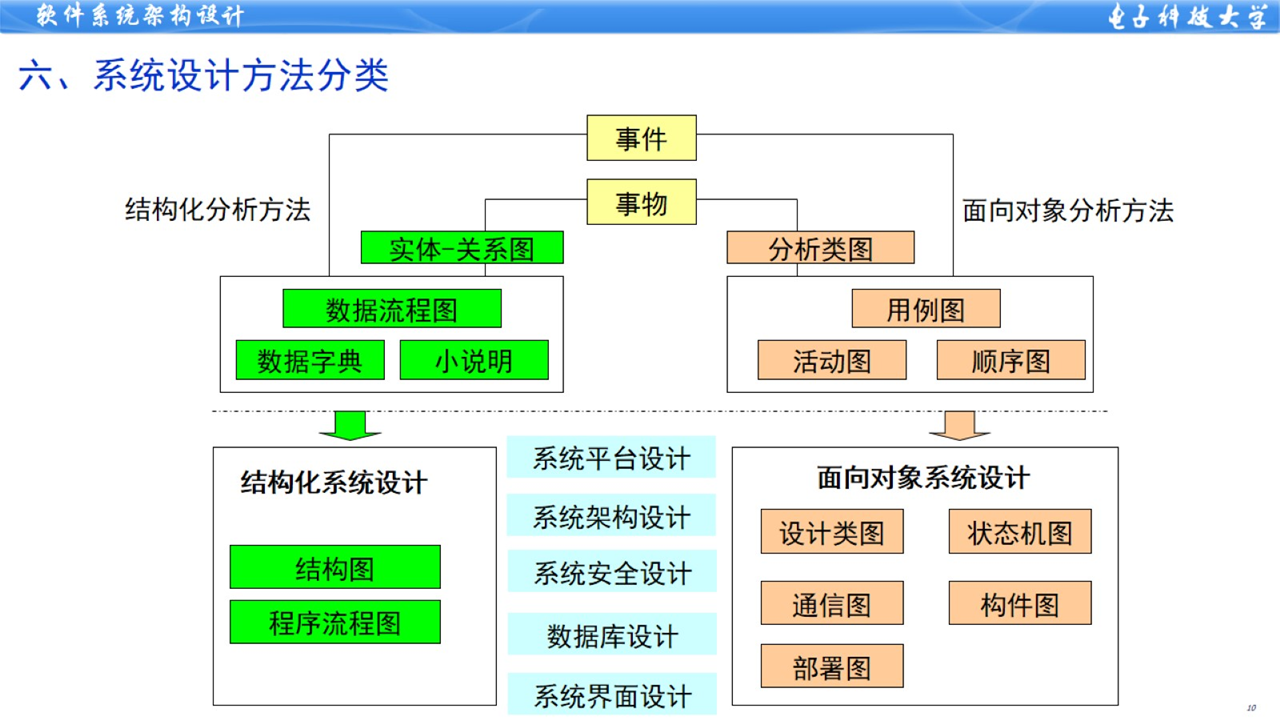 软件系统架构设计
电子科技大学
六、系统设计方法分类
事件
事物
结构化分析方法
面向对象分析方法
实体-关系图
分析类图
数据流程图
用例图
数据字典
小说明
活动图
顺序图
结构化系统设计
系统平台设计
面向对象系统设计
系统架构设计
设计类图
状态机图
结构图
系统安全设计
通信图
构件图
程序流程图
数据库设计
部署图
系统界面设计
10